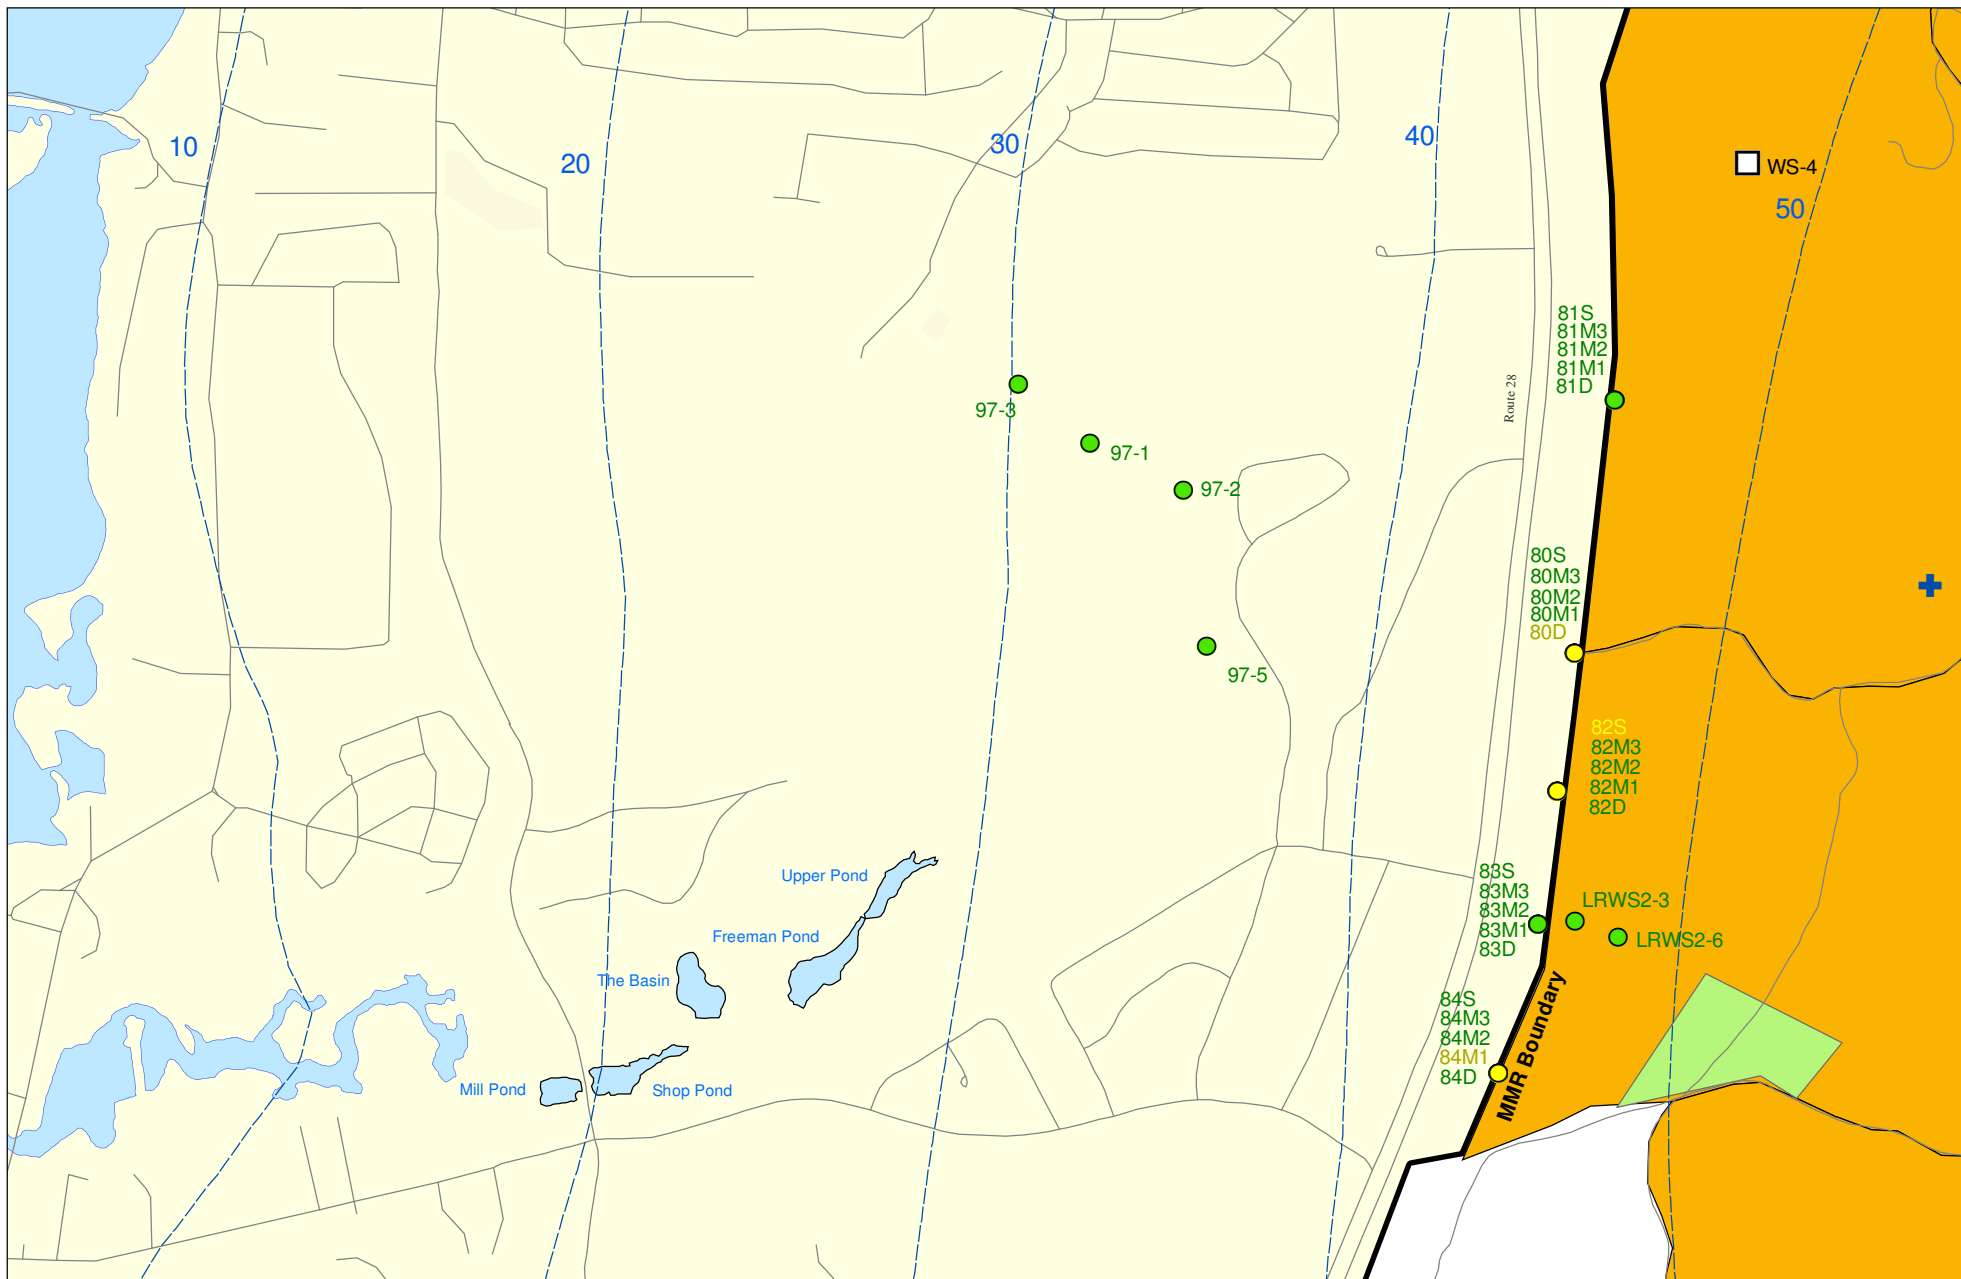 10
20
30
40
WS-4
50
81S
81M3
81M2
81M1
81D
Route 28
97-3
97-1
97-2
80S
80M3
80M2
80M1
80D
97-5
82S
82M3
82M2
82M1
82D
Upper Pond
83S
83M3
83M2
83M1
83D
LRWS2-3
LRWS2-6
Freeman Pond
The Basin
84S
84M3
84M2
84M1
84D
MMR Boundary
Mill Pond
Shop Pond